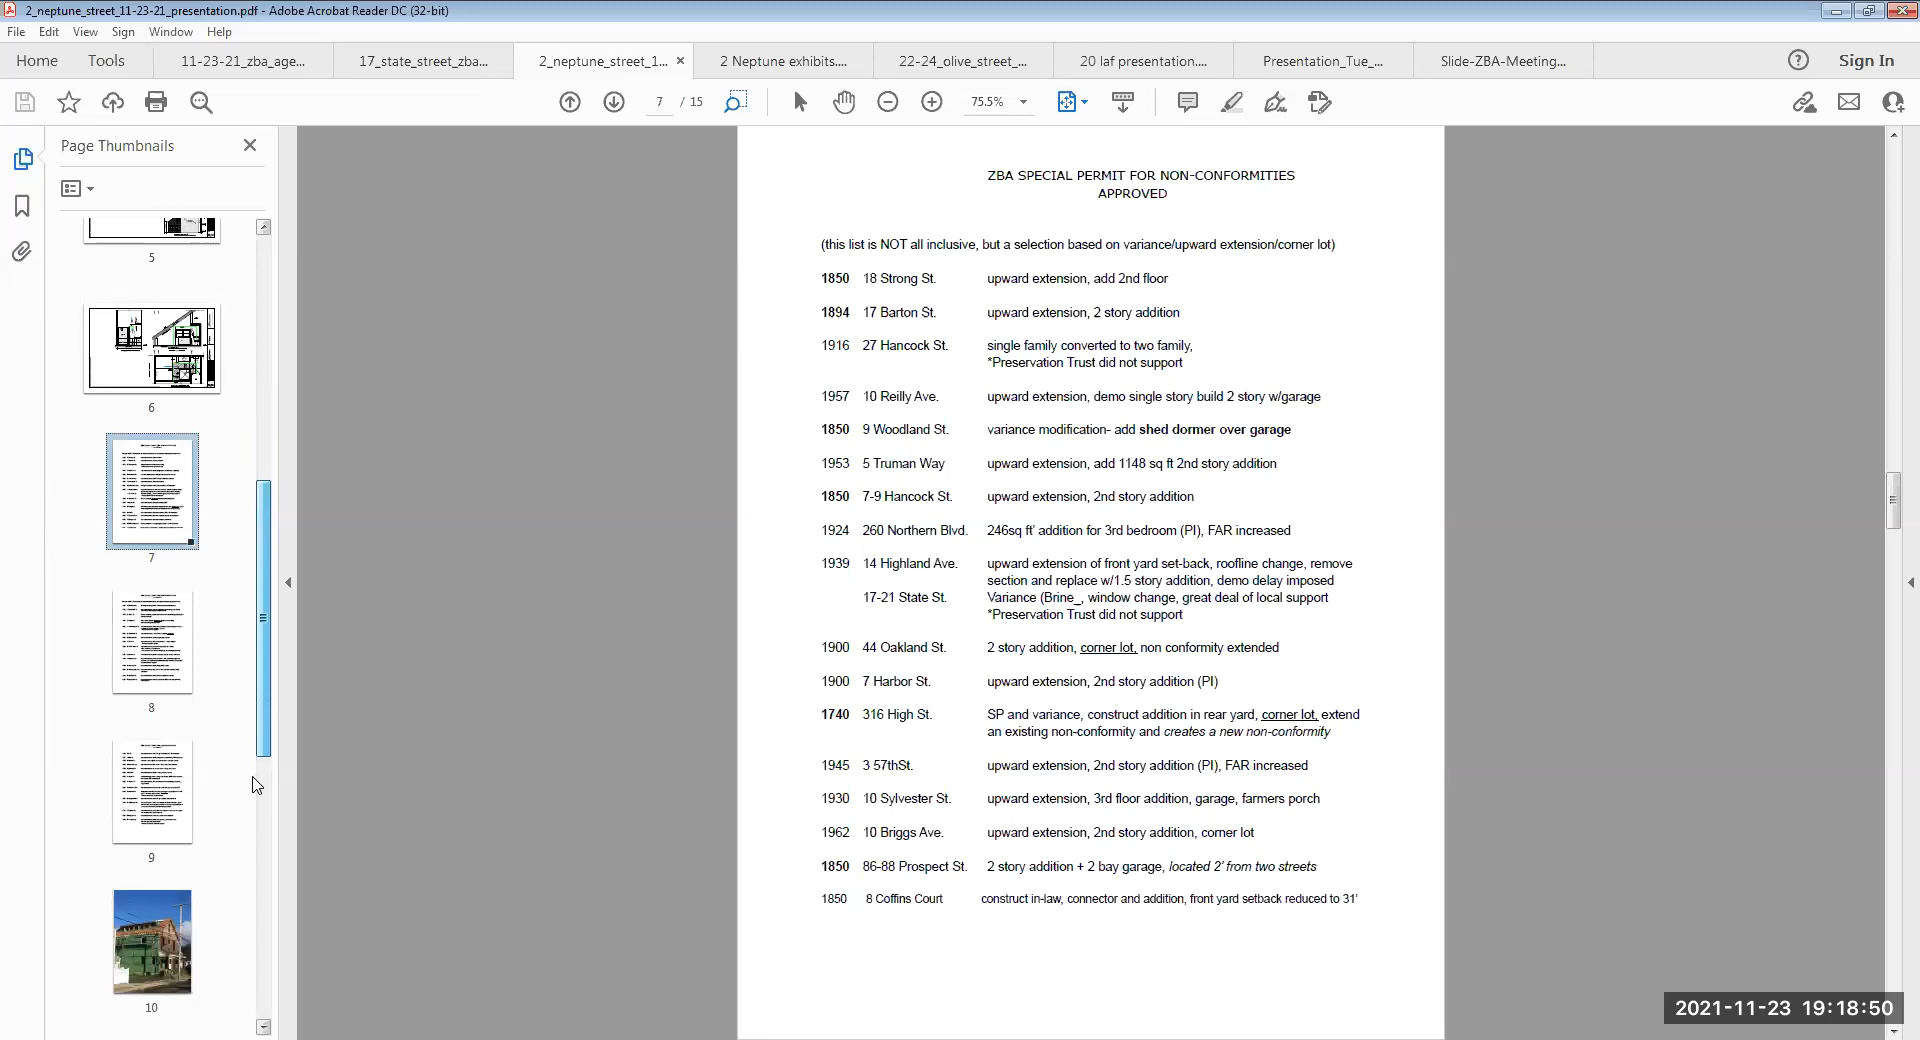 2_neptune_street_11-23-21_presentation.pdf - Adobe Acrobat Reader DC (32-bit)
File Edit View Sign Window Help
Home Tools 11-23-21_zba_age... 17_state_street_zba... 2_neptune_street_1... 2 Neptune exhibits.... 22-24_olive_street_... 20 laf presentation.... Presentation_Tue_... Slide-ZBA-Meeting... Sign In
7 / 15 75.5%
Page Thumbnails
5
6
7
8
9
10
ZBA SPECIAL PERMIT FOR NON-CONFORMITIES
APPROVED
(this list is NOT all inclusive, but a selection based on variance/upward extension/corner lot)
1850 18 Strong St. upward extension, add 2nd floor
1894 17 Barton St. upward extension, 2 story addition
1916 27 Hancock St. single family converted to two family,
*Preservation Trust did not support
1957 10 Reilly Ave. upward extension, demo single story build 2 story w/garage
1850 9 Woodland St. variance modification- add shed dormer over garage
1953 5 Truman Way upward extension, add 1148 sq ft 2nd story addition
1850 7-9 Hancock St. upward extension, 2nd story addition
1924 260 Northern Blvd. 246sq ft' addition for 3rd bedroom (PI), FAR increased
1939 14 Highland Ave. upward extension of front yard set-back, roofline change, remove
section and replace w/1.5 story addition, demo delay imposed
17-21 State St. Variance (Brine_, window change, great deal of local support
*Preservation Trust did not support
1900 44 Oakland St. 2 story addition, corner lot, non conformity extended
1900 7 Harbor St. upward extension, 2nd story addition (PI)
1740 316 High St. SP and variance, construct addition in rear yard, corner lot, extend
an existing non-conformity and creates a new non-conformity
1945 3 57thSt. upward extension, 2nd story addition (PI), FAR increased
1930 10 Sylvester St. upward extension, 3rd floor addition, garage, farmers porch
1962 10 Briggs Ave. upward extension, 2nd story addition, corner lot
1850 86-88 Prospect St. 2 story addition + 2 bay garage, located 2' from two streets
1850 8 Coffins Court construct in-law, connector and addition, front yard setback reduced to 31'
2021-11-23 19:18:50